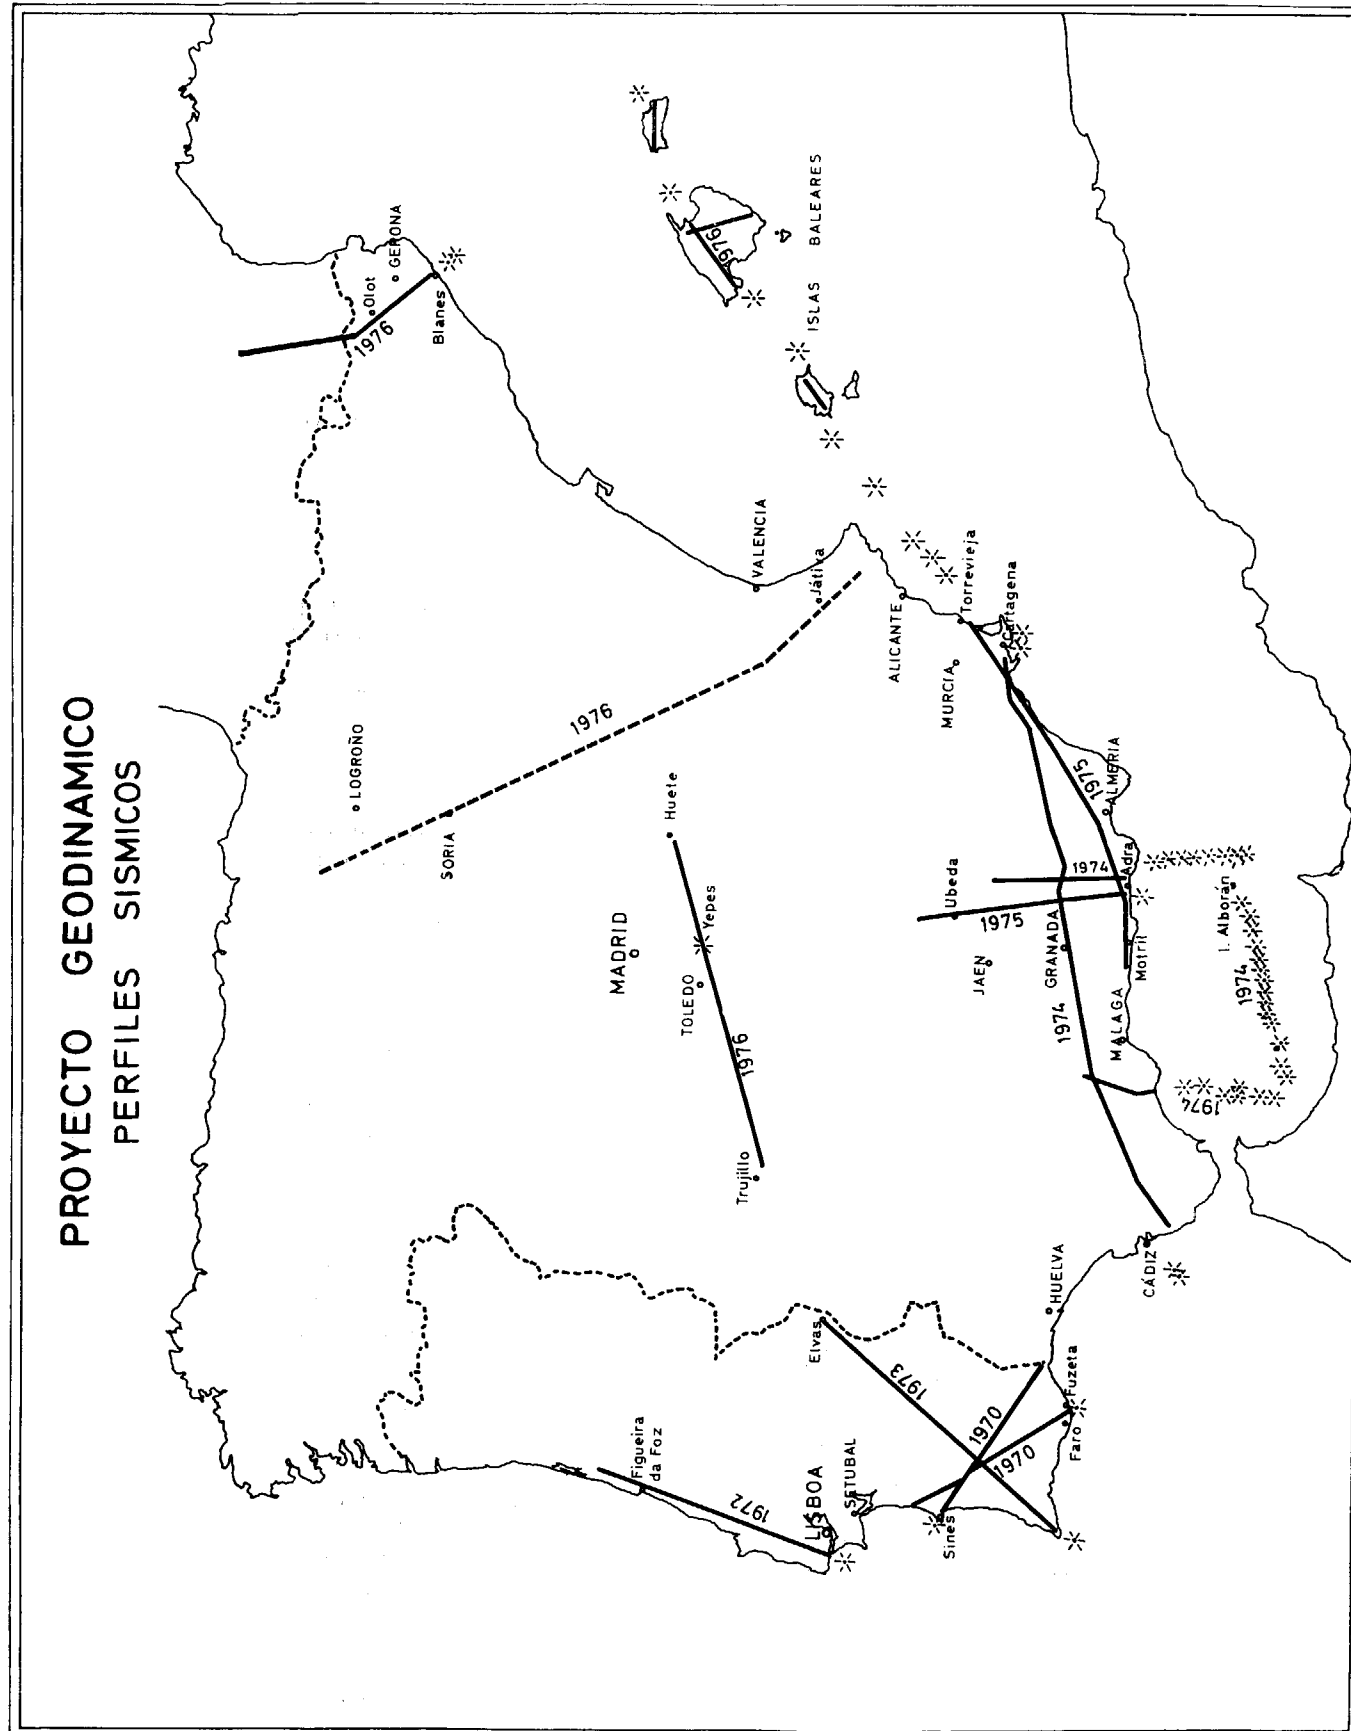 PROYECTO GEODINAMICO
PERFILES SISMICOS
GERONA
Olot
1976
Blanes
1976
ISLAS BALEARES
LOGROÑO
SORIA
1976
VALENCIA
Játiva
ALICANTE
Torrevieja
Cartagena
MURCIA
Huete
MADRID
Yepes
TOLEDO
1976
Trujillo
Ubeda
1975
JAEN
GRANADA
1974
1974
1975
ALMERIA
Adra
Motril
MALAGA
I. Alborán
1974
1974
CÁDIZ
HUELVA
Elvas
1973
1970
1970
Fuzeta
Faro
Figueira
da Foz
1972
LISBOA
SETUBAL
Sines